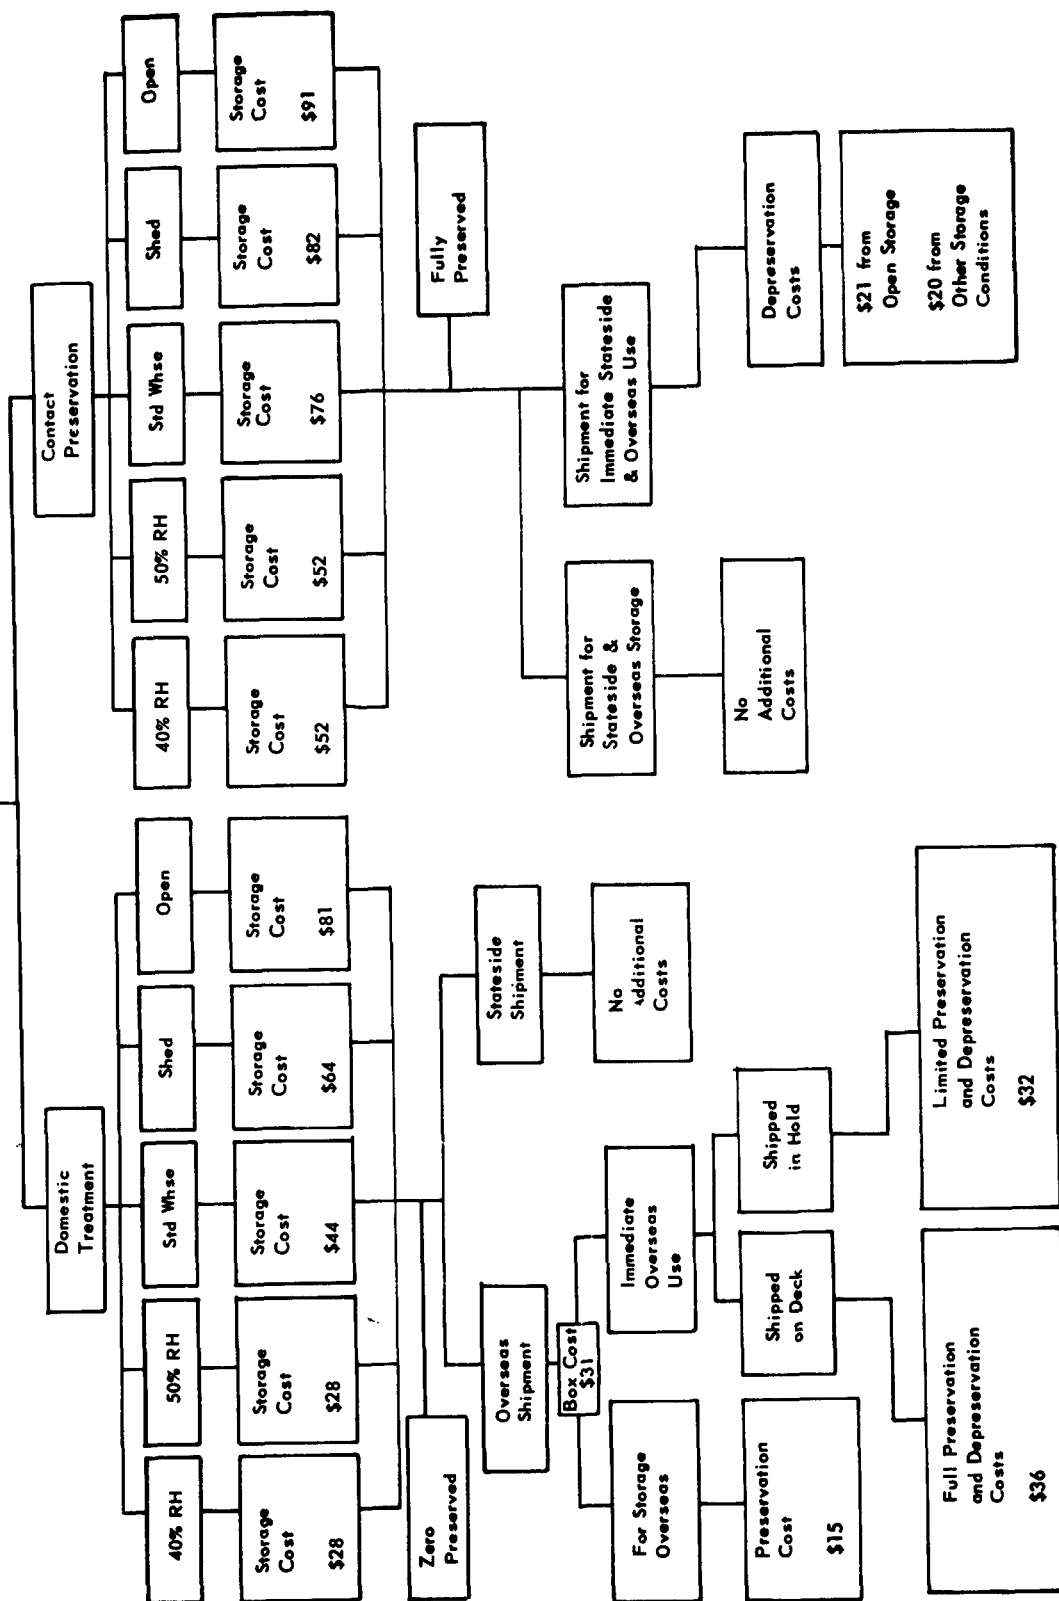 Domestic
Treatment
Contact
Preservation
40% RH
50% RH
Std Whse
Shed
Open
40% RH
50% RH
Std Whse
Shed
Open
Storage
Cost
$28
Storage
Cost
$28
Storage
Cost
$44
Storage
Cost
$64
Storage
Cost
$81
Storage
Cost
$52
Storage
Cost
$52
Storage
Cost
$76
Storage
Cost
$82
Storage
Cost
$91
Zero
Preserved
Fully
Preserved
Overseas
Shipment
Stateside
Shipment
Box Cost
$31
No
Additional
Costs
Shipment for
Stateside &
Overseas Storage
Shipment for
Immediate Stateside
& Overseas Use
For Storage
Overseas
Immediate
Overseas
Use
No
Additional
Costs
Depreservation
Costs
Preservation
Cost
$15
Shipped
on Deck
Shipped
in Hold
$21 from
Open Storage
$20 from
Other Storage
Conditions
Full Preservation
and Depreservation
Costs
$36
Limited Preservation
and Depreservation
Costs
$32